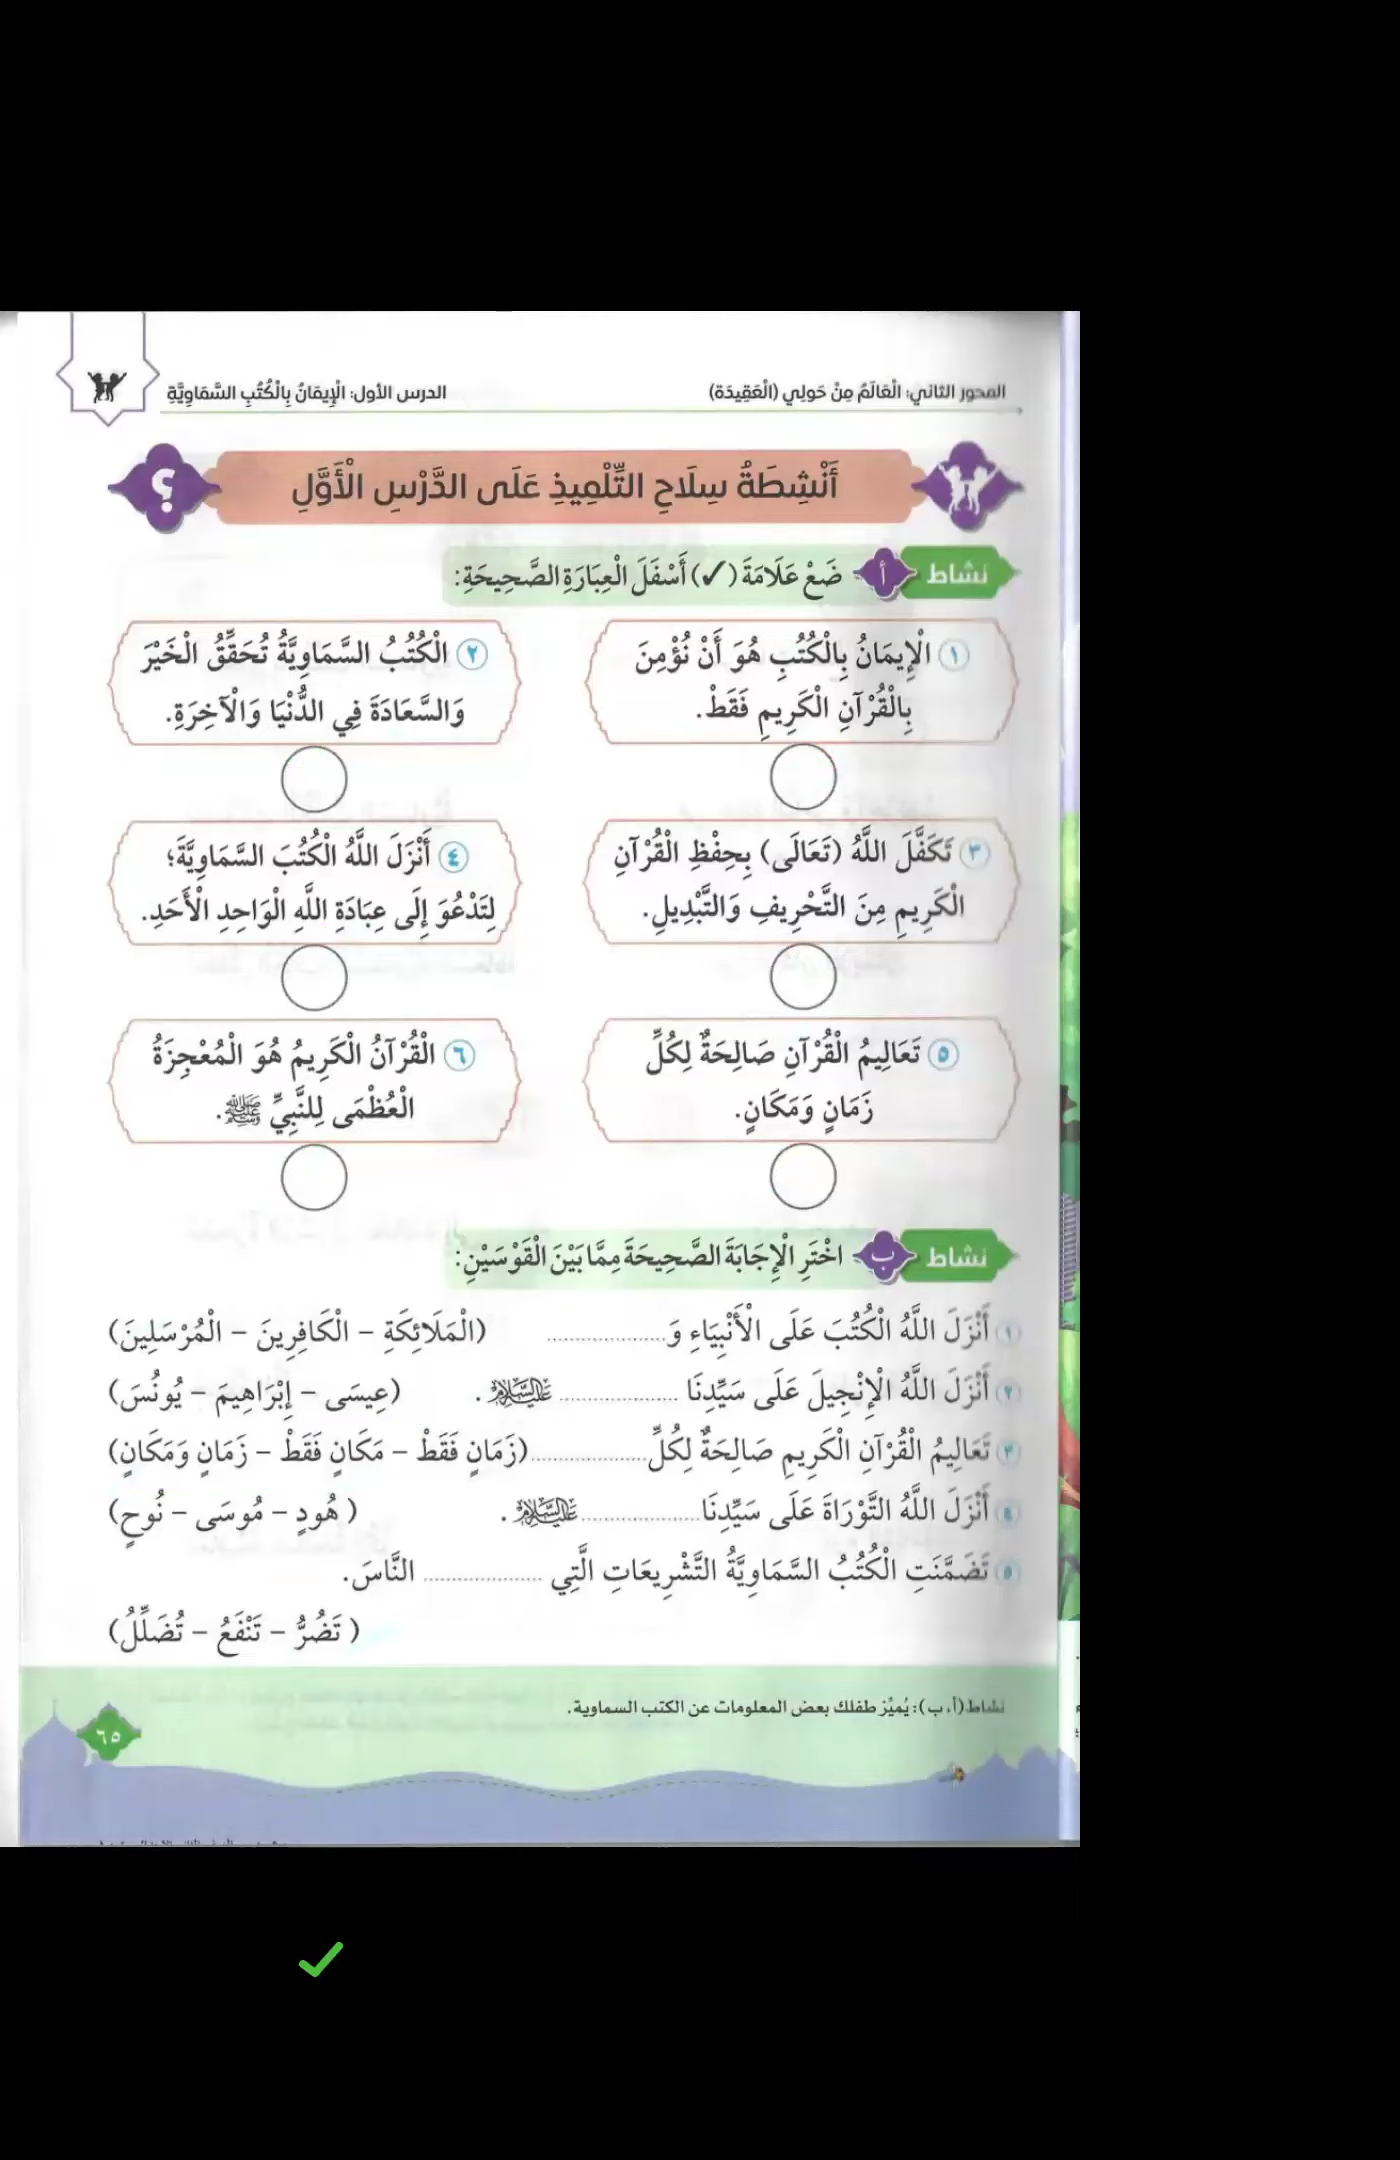 المحور الثاني: الْعَالَمُ مِنْ حَولِي (الْعَقِيدَة)
الدرس الأول: الْإِيمَانُ بِالْكُتُبِ السَّمَاوِيَّةِ
أَنْشِطَةُ سِلَاحِ التِّلْمِيذِ عَلَى الدَّرْسِ الْأَوَّلِ
؟
نشاط أ ضَعْ عَلَامَةَ (✓) أَسْفَلَ الْعِبَارَةِ الصَّحِيحَةِ:
١ الْإِيمَانُ بِالْكُتُبِ هُوَ أَنْ نُؤْمِنَ
بِالْقُرْآنِ الْكَرِيمِ فَقَطْ.
٢ الْكُتُبُ السَّمَاوِيَّةُ تُحَقِّقُ الْخَيْرَ
وَالسَّعَادَةَ فِي الدُّنْيَا وَالْآخِرَةِ.
٣ تَكَفَّلَ اللَّهُ (تَعَالَى) بِحِفْظِ الْقُرْآنِ
الْكَرِيمِ مِنَ التَّحْرِيفِ وَالتَّبْدِيلِ.
٤ أَنْزَلَ اللَّهُ الْكُتُبَ السَّمَاوِيَّةَ؛
لِتَدْعُوَ إِلَى عِبَادَةِ اللَّهِ الْوَاحِدِ الْأَحَدِ.
٥ تَعَالِيمُ الْقُرْآنِ صَالِحَةٌ لِكُلِّ
زَمَانٍ وَمَكَانٍ.
٦ الْقُرْآنُ الْكَرِيمُ هُوَ الْمُعْجِزَةُ
الْعُظْمَى لِلنَّبِيِّ ﷺ.
نشاط ب اخْتَرِ الْإِجَابَةَ الصَّحِيحَةَ مِمَّا بَيْنَ الْقَوْسَيْنِ:
١ أَنْزَلَ اللَّهُ الْكُتُبَ عَلَى الْأَنْبِيَاءِ وَ.................... (الْمَلَائِكَةِ - الْكَافِرِينَ - الْمُرْسَلِينَ)
٢ أَنْزَلَ اللَّهُ الْإِنْجِيلَ عَلَى سَيِّدِنَا .................... عليه السلام . (عِيسَى - إِبْرَاهِيمَ - يُونُسَ)
٣ تَعَالِيمُ الْقُرْآنِ الْكَرِيمِ صَالِحَةٌ لِكُلِّ.................... (زَمَانٍ فَقَطْ - مَكَانٍ فَقَطْ - زَمَانٍ وَمَكَانٍ)
٤ أَنْزَلَ اللَّهُ التَّوْرَاةَ عَلَى سَيِّدِنَا.................... عليه السلام . ( هُودٍ - مُوسَى - نُوحٍ)
٥ تَضَمَّنَتِ الْكُتُبُ السَّمَاوِيَّةُ التَّشْرِيعَاتِ الَّتِي .................... النَّاسَ.
( تَضُرُّ - تَنْفَعُ - تُضَلِّلُ)
نشاط (أ، ب): يُميِّز طفلك بعض المعلومات عن الكتب السماوية.
٦٥